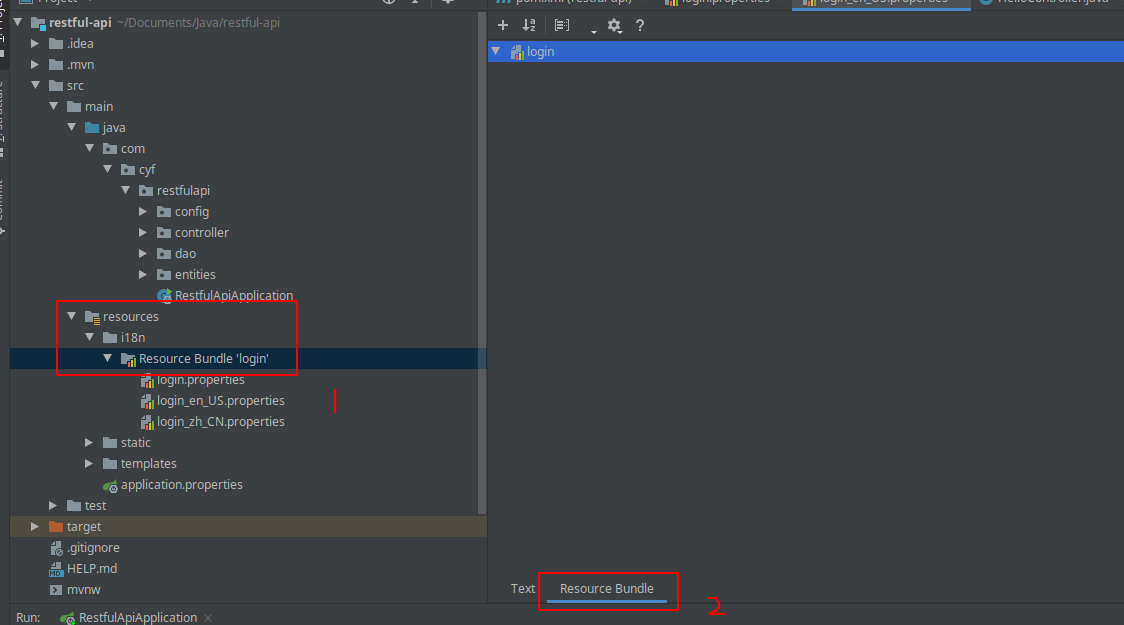 restful-api ~/Documents/Java/restful-api
.idea
.mvn
src
main
java
com
cyf
restfulapi
config
controller
dao
entities
RestfulApiApplication
resources
i18n
Resource Bundle 'login'
login.properties
login_en_US.properties
login_zh_CN.properties
static
templates
application.properties
test
target
.gitignore
HELP.md
mvnw
Run: RestfulApiApplication
login
1
Text Resource Bundle
2